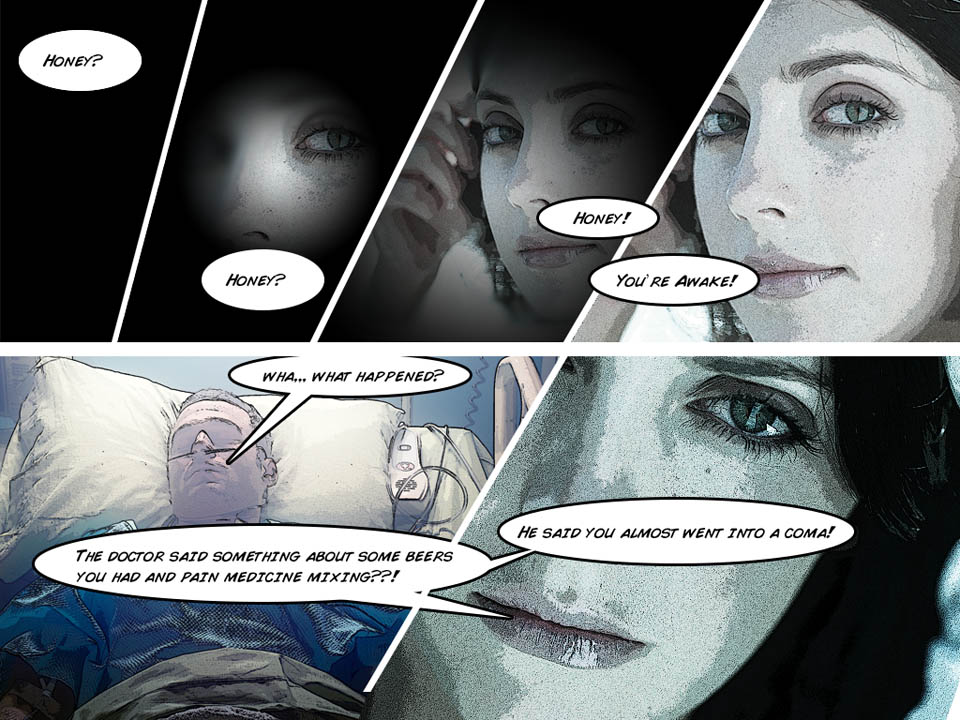 Honey?
Honey?
Honey!
You're Awake!
wha... what happened?
The doctor said something about some beers
you had and pain medicine mixing??!
He said you almost went into a coma!